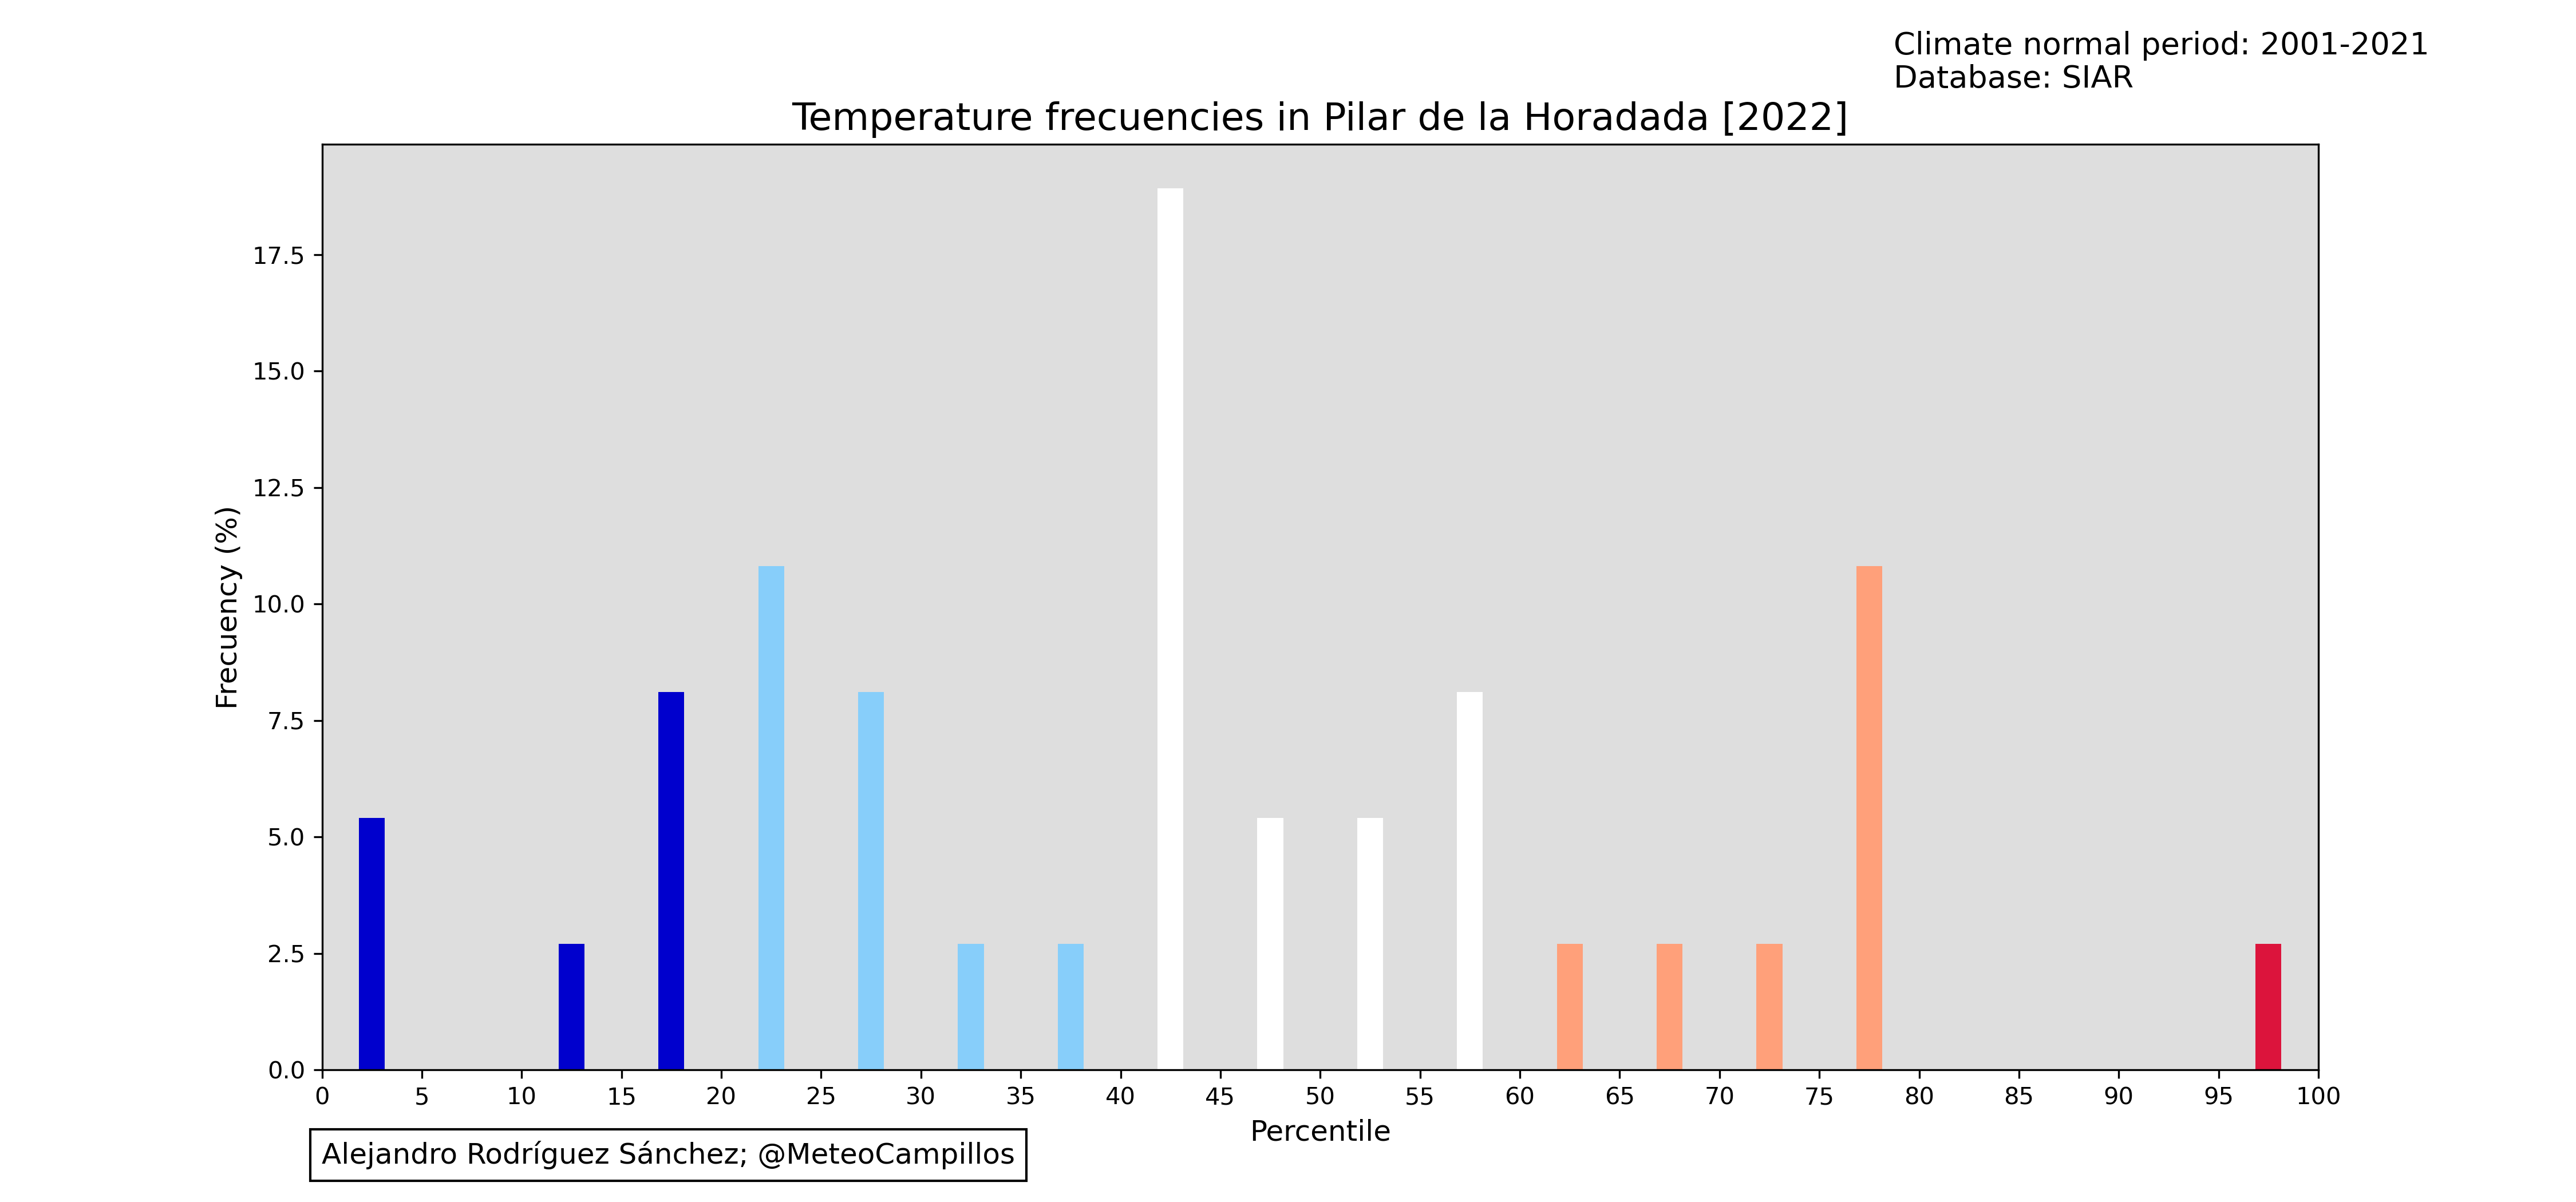 Climate normal period: 2001-2021
Database: SIAR
Temperature frecuencies in Pilar de la Horadada [2022]
Frecuency (%)
17.5
15.0
12.5
10.0
7.5
5.0
2.5
0.0
0 5 10 15 20 25 30 35 40 45 50 55 60 65 70 75 80 85 90 95 100
Percentile
Alejandro Rodríguez Sánchez; @MeteoCampillos